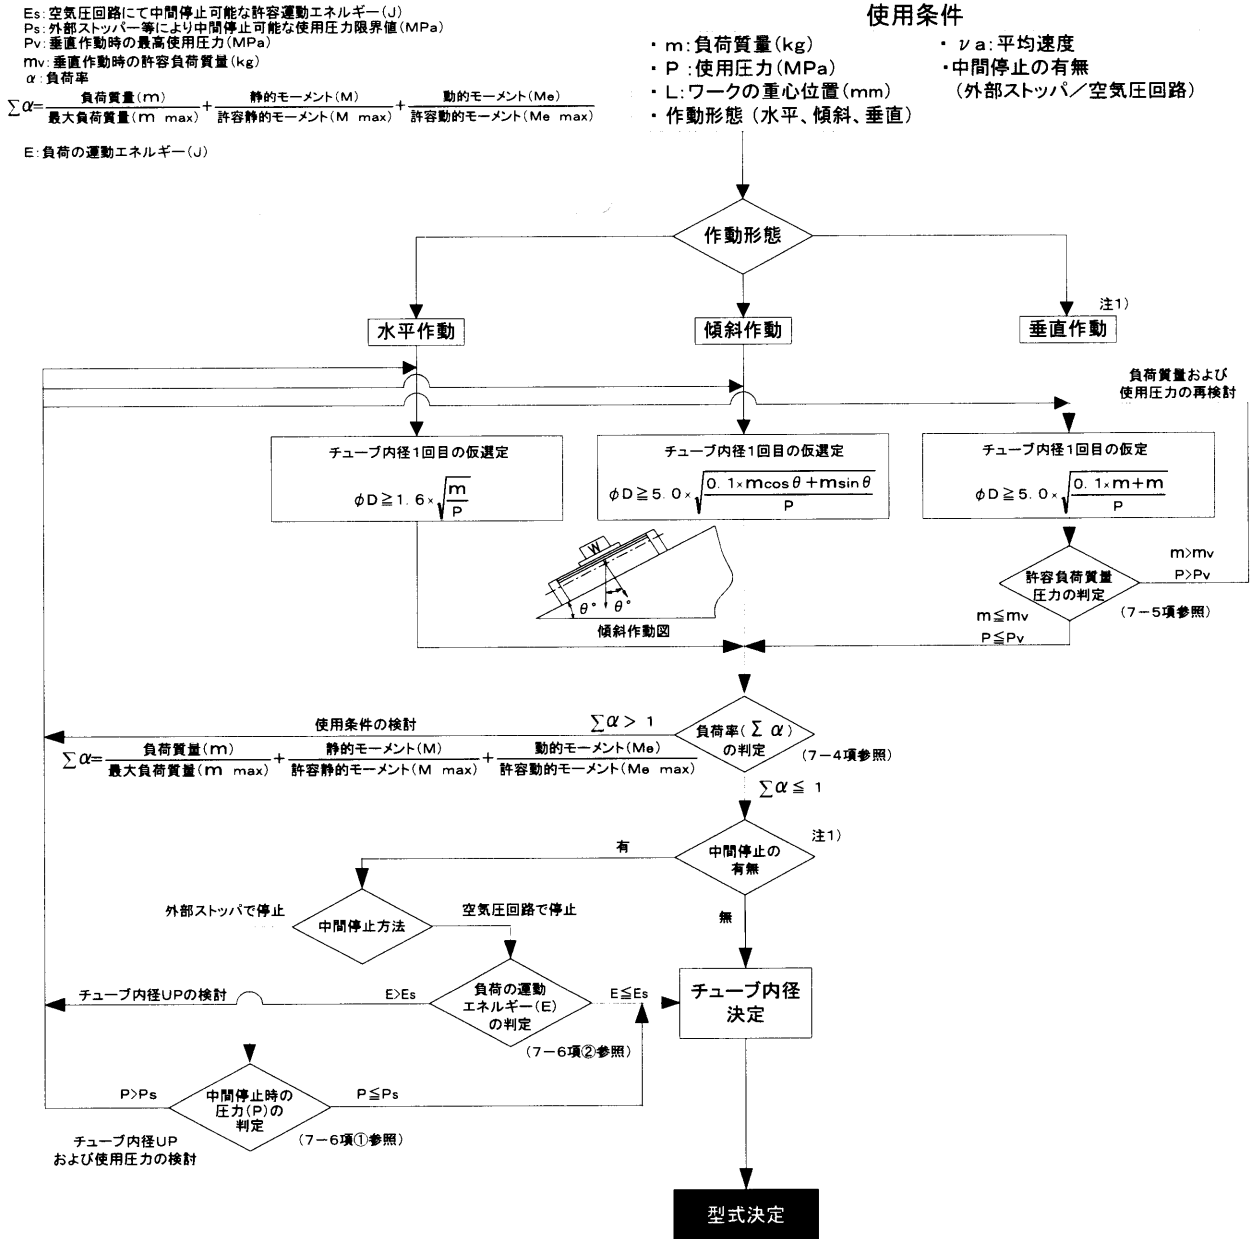 Es:空気圧回路にて中間停止可能な許容運動エネルギー(J)
Ps:外部ストッパー等により中間停止可能な使用圧力限界値(MPa)
Pv:垂直作動時の最高使用圧力(MPa)
mv:垂直作動時の許容負荷質量(kg)
α:負荷率
∑α=負荷質量(m)/最大負荷質量(m max)+静的モーメント(M)/許容静的モーメント(M max)+動的モーメント(Me)/許容動的モーメント(Me max)
E:負荷の運動エネルギー(J)
使用条件
・m:負荷質量(kg)
・P:使用圧力(MPa)
・L:ワークの重心位置(mm)
・作動形態(水平、傾斜、垂直)
・νa:平均速度
・中間停止の有無
(外部ストッパ/空気圧回路)
作動形態
水平作動
傾斜作動
注1)
垂直作動
負荷質量および
使用圧力の再検討
チューブ内径1回目の仮選定
φD≧1.6×√m/P
チューブ内径1回目の仮選定
φD≧5.0×√0.1×mcosθ+msinθ/P
チューブ内径1回目の仮定
φD≧5.0×√0.1×m+m/P
W
θ°
θ°
傾斜作動図
許容負荷質量
圧力の判定
m>mv
P>Pv
(7-5項参照)
m≦mv
P≦Pv
使用条件の検討
∑α> 1
負荷率(∑ α)
の判定
(7-4項参照)
∑α=負荷質量(m)/最大負荷質量(m max)+静的モーメント(M)/許容静的モーメント(M max)+動的モーメント(Me)/許容動的モーメント(Me max)
∑α≦ 1
注1)
有
中間停止の
有無
無
外部ストッパで停止
中間停止方法
空気圧回路で停止
チューブ内径UPの検討
E>Es
負荷の運動
エネルギー(E)
の判定
E≦Es
(7-6項②参照)
チューブ内径
決定
P>Ps
中間停止時の
圧力(P)の
判定
P≦Ps
(7-6項①参照)
チューブ内径UP
および使用圧力の検討
型式決定